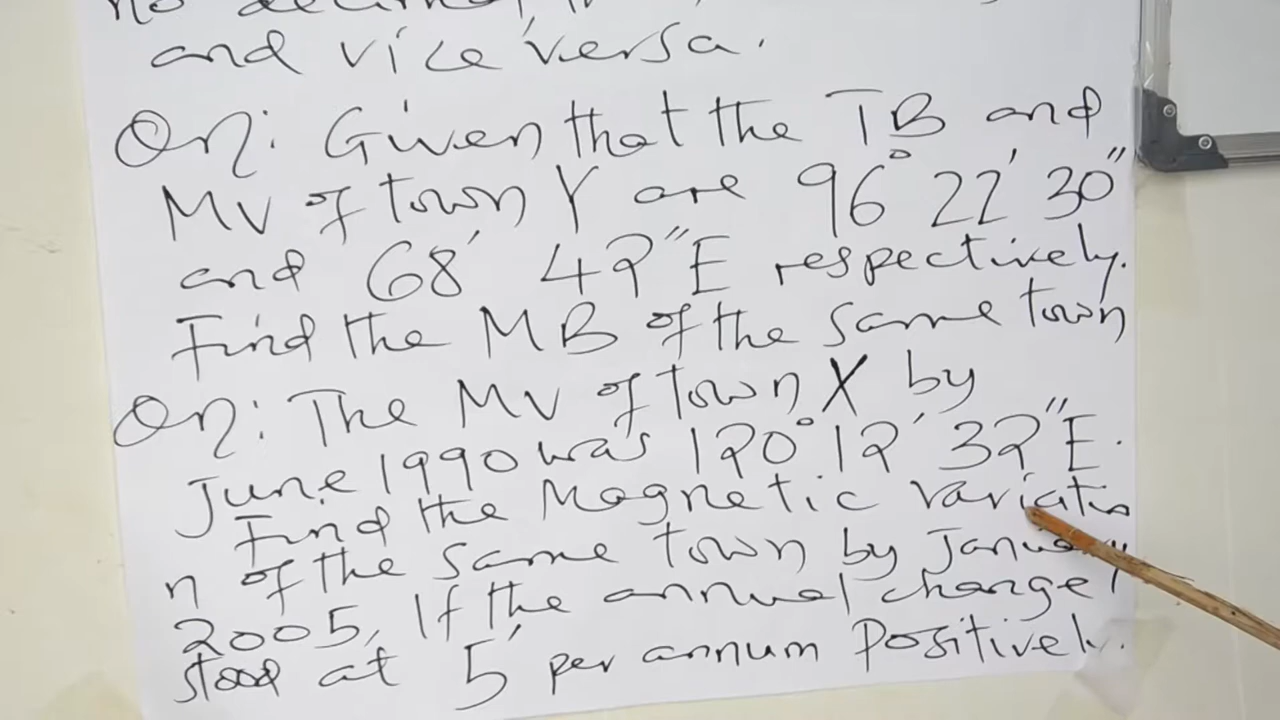 and vice versa.
Qn: Given that the TB and
MV of town Y are 96° 22' 30"
and 68' 42" E respectively.
Find the MB of the same town
Qn: The MV of town X by
June 1990 was 120° 12' 32" E.
Find the Magnetic variatio
n of the same town by January
2005, If the annual change
stood at 5' per annum Positively.